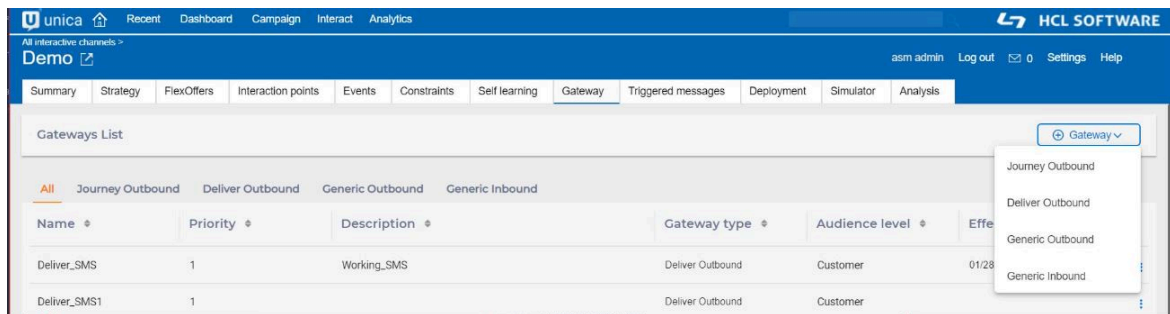 unica Recent Dashboard Campaign Interact Analytics HCL SOFTWARE
All interactive channels >
Demo asm admin Log out 0 Settings Help
Summary Strategy FlexOffers Interaction points Events Constraints Self learning Gateway Triggered messages Deployment Simulator Analysis
Gateways List Gateway
Journey Outbound
Deliver Outbound
Generic Outbound
Generic Inbound
All Journey Outbound Deliver Outbound Generic Outbound Generic Inbound
Name Priority Description Gateway type Audience level Effe
Deliver_SMS 1 Working_SMS Deliver Outbound Customer 01/28
Deliver_SMS1 1 Deliver Outbound Customer